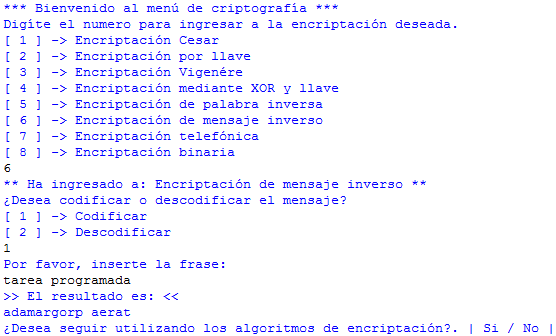 *** Bienvenido al menú de criptografía ***
Digíte el numero para ingresar a la encriptación deseada.
[ 1 ] -> Encriptación Cesar
[ 2 ] -> Encriptación por llave
[ 3 ] -> Encriptación Vigenére
[ 4 ] -> Encriptación mediante XOR y llave
[ 5 ] -> Encriptación de palabra inversa
[ 6 ] -> Encriptación de mensaje inverso
[ 7 ] -> Encriptación telefónica
[ 8 ] -> Encriptación binaria
6
** Ha ingresado a: Encriptación de mensaje inverso **
¿Desea codificar o descodificar el mensaje?
[ 1 ] -> Codificar
[ 2 ] -> Descodificar
1
Por favor, inserte la frase:
tarea programada
>> El resultado es: <<
adamargorp aerat
¿Desea seguir utilizando los algoritmos de encriptación?. | Si / No |